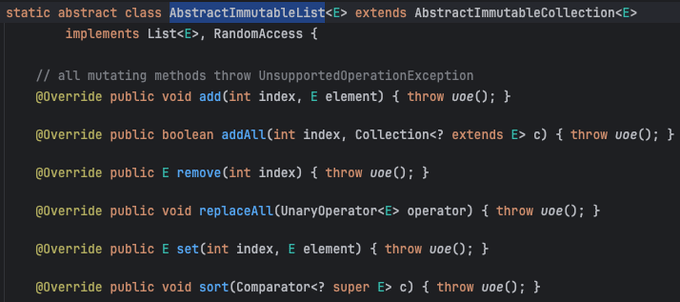 static abstract class AbstractImmutableList<E> extends AbstractImmutableCollection<E>
implements List<E>, RandomAccess {
// all mutating methods throw UnsupportedOperationException
@Override public void add(int index, E element) { throw uoe(); }
@Override public boolean addAll(int index, Collection<? extends E> c) { throw uoe(); }
@Override public E remove(int index) { throw uoe(); }
@Override public void replaceAll(UnaryOperator<E> operator) { throw uoe(); }
@Override public E set(int index, E element) { throw uoe(); }
@Override public void sort(Comparator<? super E> c) { throw uoe(); }